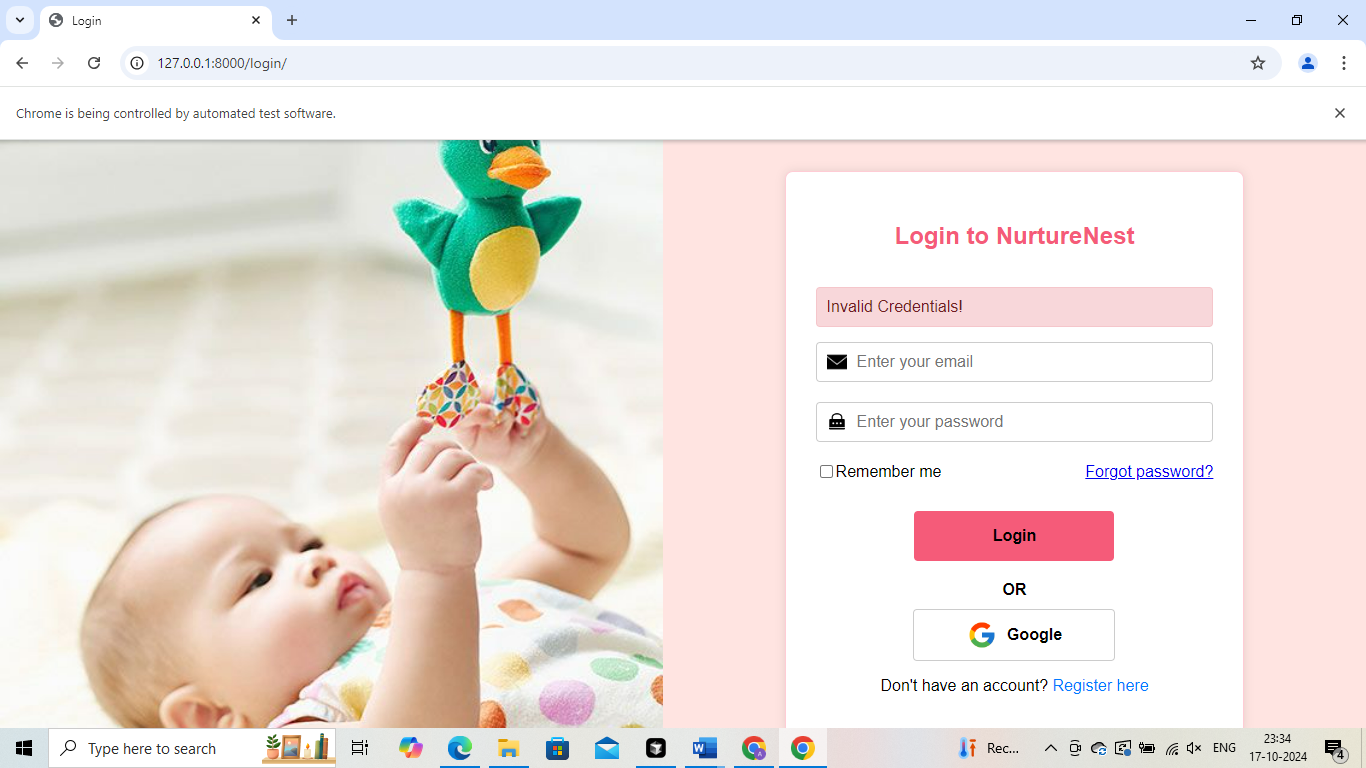 Login
127.0.0.1:8000/login/
Chrome is being controlled by automated test software.
Login to NurtureNest
Invalid Credentials!
Enter your email
Enter your password
Remember me
Forgot password?
Login
OR
Google
Don't have an account? Register here
Type here to search
Rec...
ENG
23:34
17-10-2024
4